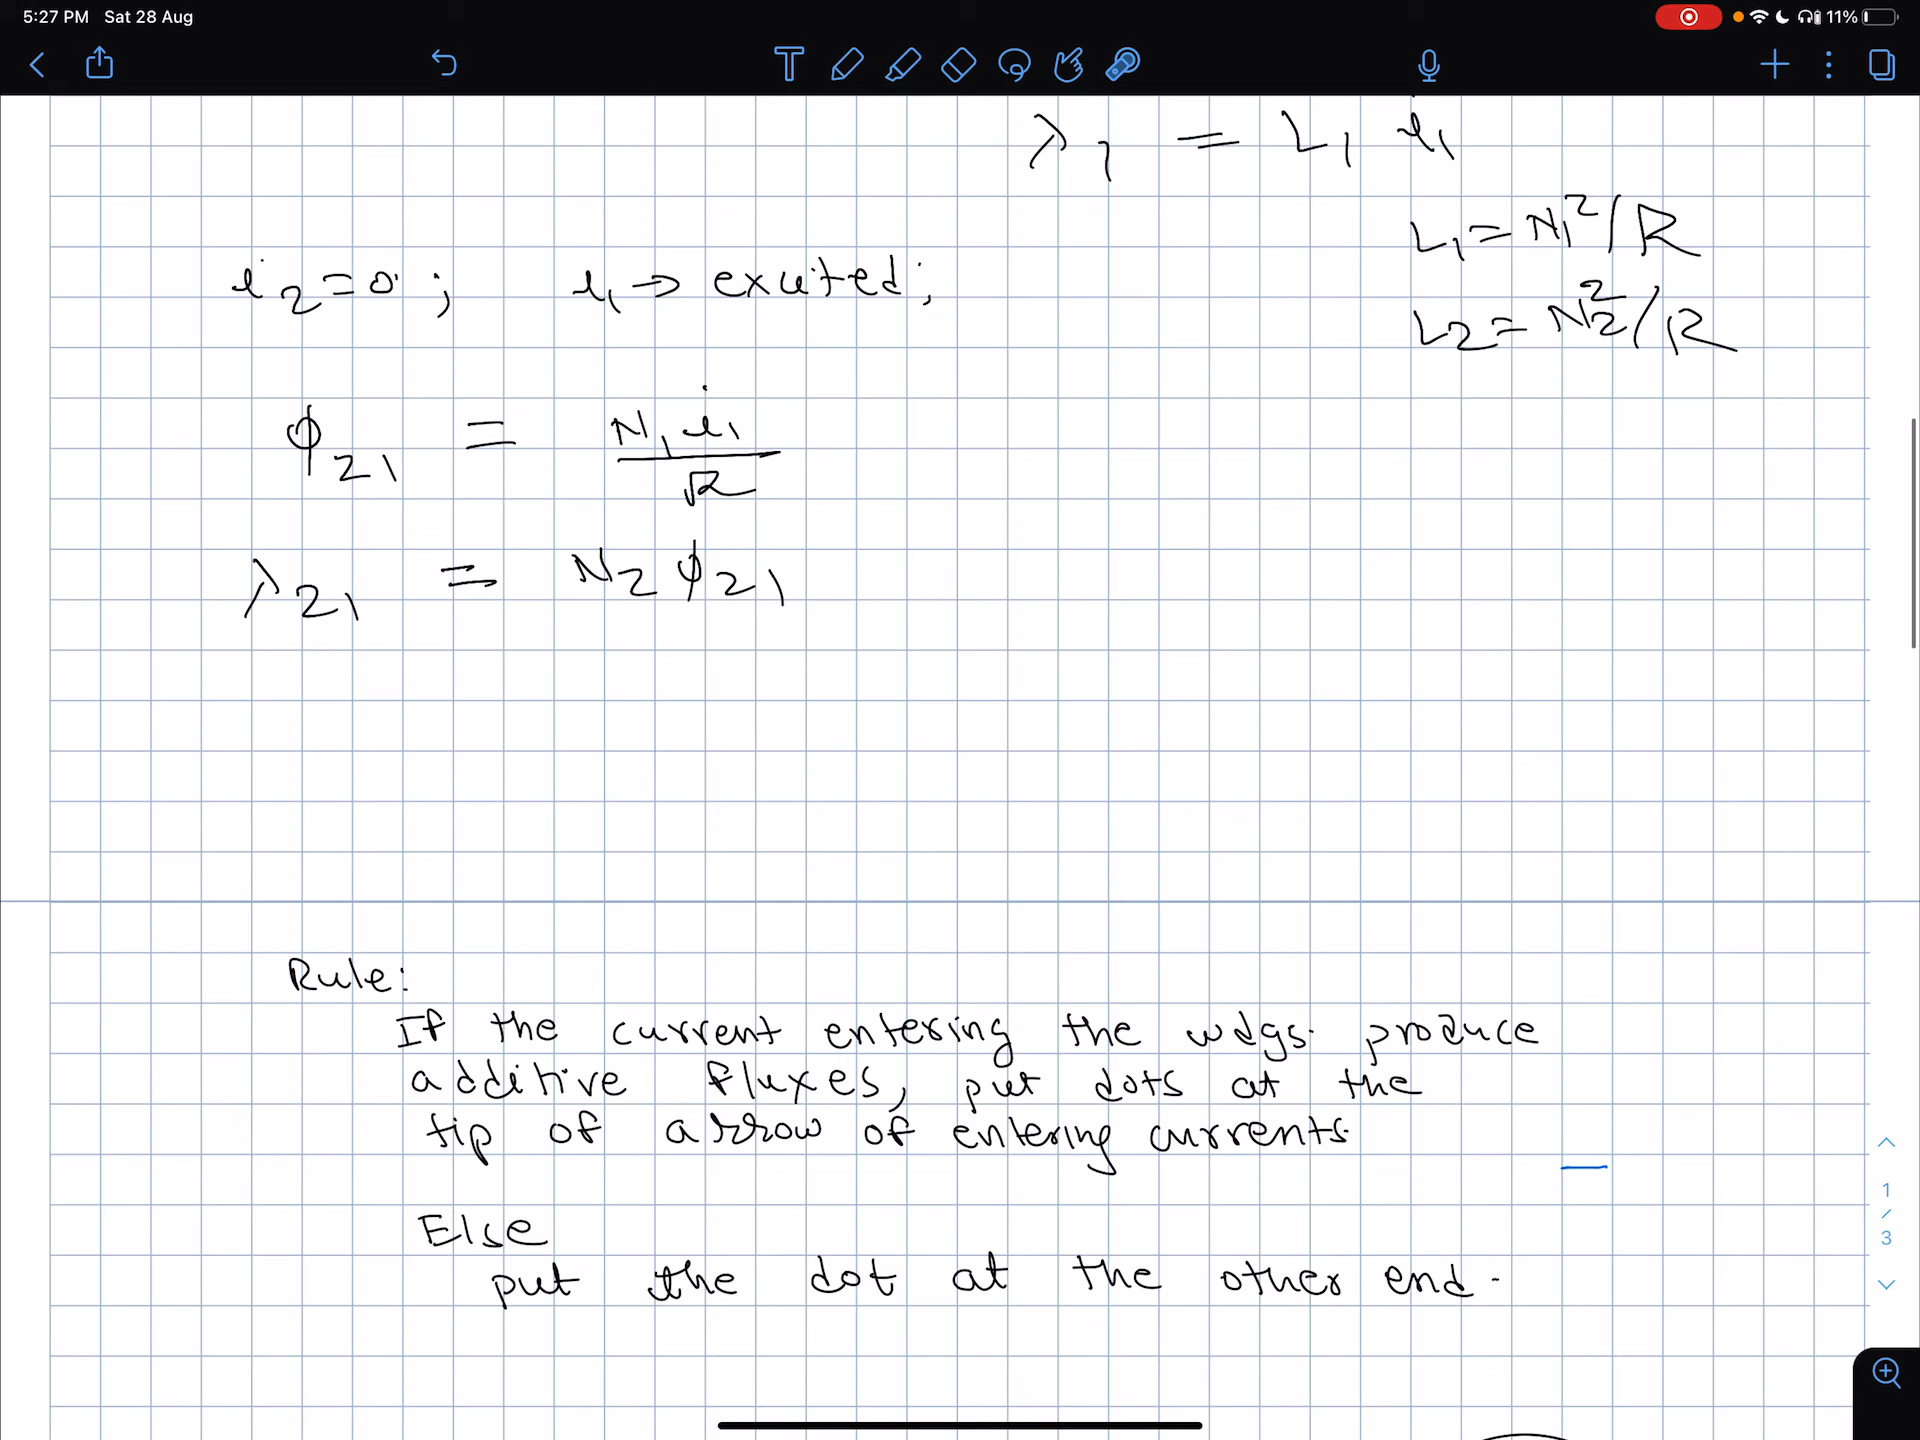 5:27 PM Sat 28 Aug
11%
λ₁ = L₁ i₁
L₁ = N₁²/R
i₂ = 0 ; i₁ → excited ;
L₂ = N₂²/R
ϕ₂₁ = N₁ i₁ / R
λ₂₁ = N₂ ϕ₂₁
Rule:
If the current entering the wdgs. produce
additive fluxes, put dots at the
tip of arrow of entering currents.
Else
put the dot at the other end.
1
/
3